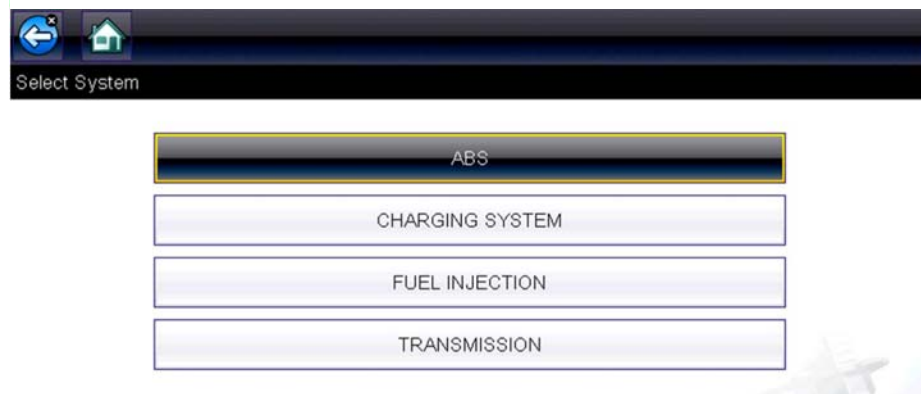 Select System
ABS
CHARGING SYSTEM
FUEL INJECTION
TRANSMISSION